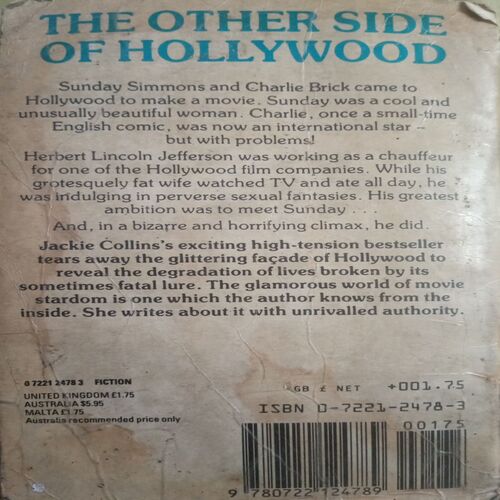 THE OTHER SIDE
OF HOLLYWOOD
Sunday Simmons and Charlie Brick came to
Hollywood to make a movie. Sunday was a cool and
unusually beautiful woman. Charlie, once a small-time
English comic, was now an international star –
but with problems!
Herbert Lincoln Jefferson was working as a chauffeur
for one of the Hollywood film companies. While his
grotesquely fat wife watched TV and ate all day, he
was indulging in perverse sexual fantasies. His greatest
ambition was to meet Sunday . . .
And, in a bizarre and horrifying climax, he did.
Jackie Collins's exciting high-tension bestseller
tears away the glittering façade of Hollywood to
reveal the degradation of lives broken by its
sometimes fatal lure. The glamorous world of movie
stardom is one which the author knows from the
inside. She writes about it with unrivalled authority.
0 7221 2478 3 FICTION
UNITED KINGDOM £1.75
AUSTRALIA $5.95
MALTA £1.75
Australia recommended price only
GB £ NET +001.75
ISBN 0-7221-2478-3
00175
9 780722 124789